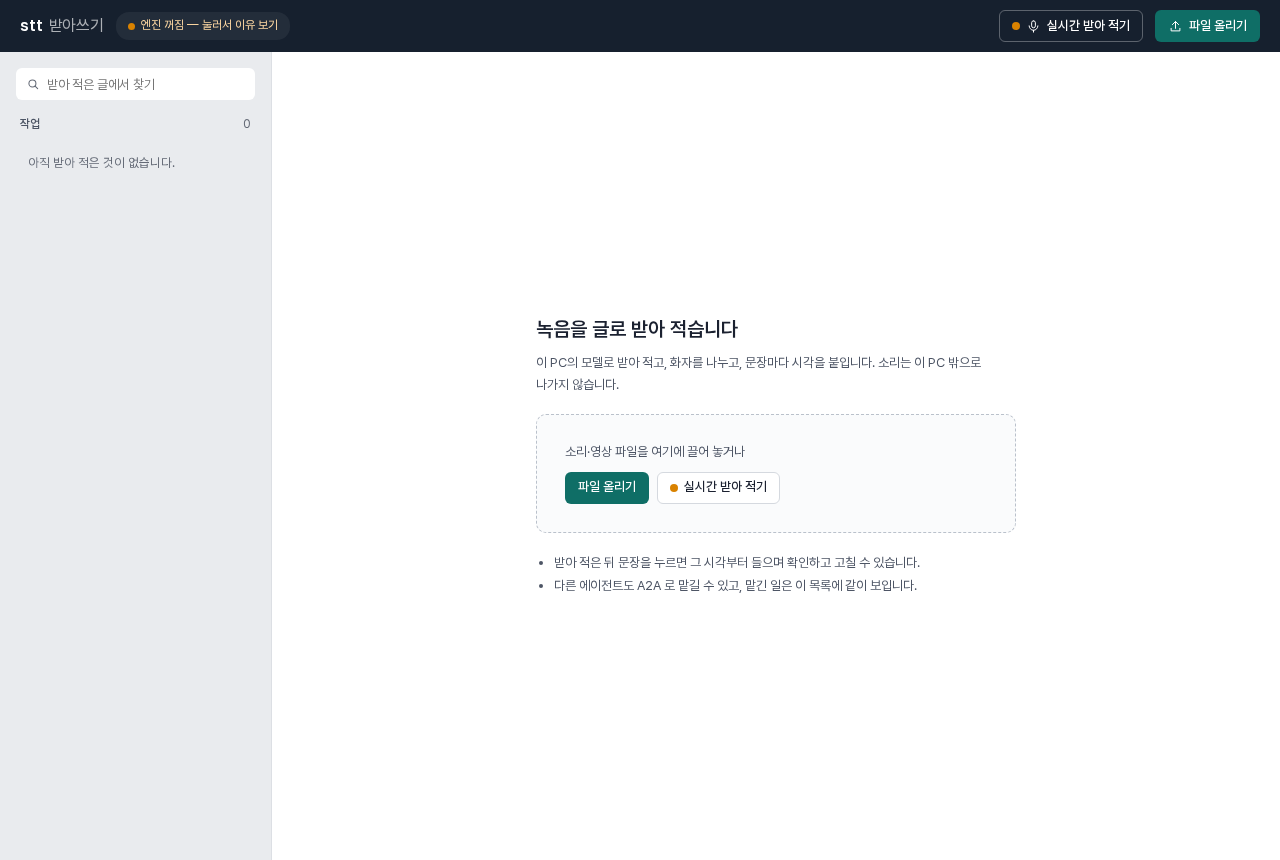 stt 받아쓰기
엔진 꺼짐 — 눌러서 이유 보기
실시간 받아 적기
파일 올리기
받아 적은 글에서 찾기
작업 0
아직 받아 적은 것이 없습니다.
녹음을 글로 받아 적습니다
이 PC의 모델로 받아 적고, 화자를 나누고, 문장마다 시각을 붙입니다. 소리는 이 PC 밖으로
나가지 않습니다.
소리·영상 파일을 여기에 끌어 놓거나
파일 올리기
실시간 받아 적기
• 받아 적은 뒤 문장을 누르면 그 시각부터 들으며 확인하고 고칠 수 있습니다.
• 다른 에이전트도 A2A 로 맡길 수 있고, 맡긴 일은 이 목록에 같이 보입니다.